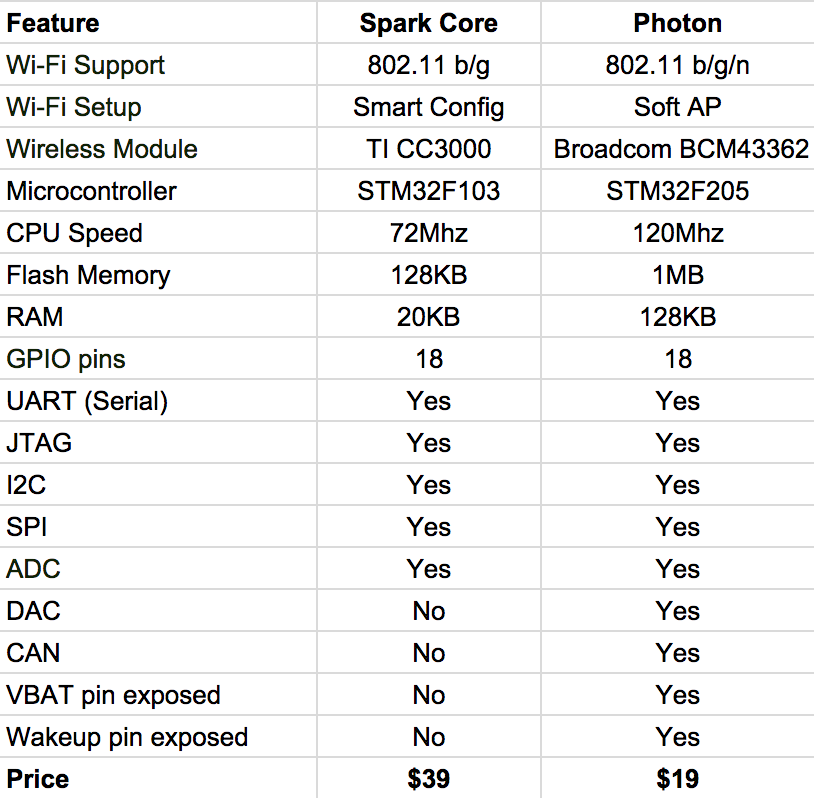 Feature Spark Core Photon
Wi-Fi Support 802.11 b/g 802.11 b/g/n
Wi-Fi Setup Smart Config Soft AP
Wireless Module TI CC3000 Broadcom BCM43362
Microcontroller STM32F103 STM32F205
CPU Speed 72Mhz 120Mhz
Flash Memory 128KB 1MB
RAM 20KB 128KB
GPIO pins 18 18
UART (Serial) Yes Yes
JTAG Yes Yes
I2C Yes Yes
SPI Yes Yes
ADC Yes Yes
DAC No Yes
CAN No Yes
VBAT pin exposed No Yes
Wakeup pin exposed No Yes
Price $39 $19